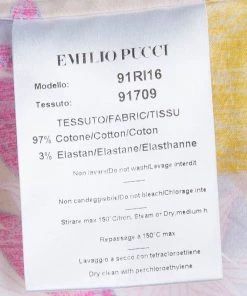 EMILIO PUCCI
Modello: 91RI16
Tessuto: 91709
TESSUTO/FABRIC/TISSU
97% Cotone/Cotton/Coton
3% Elastan/Elastane/Elasthanne
Non lavare/Do not wash/Lavage interdit
Non candeggiabile/Do not bleach/Chlorage inte
Stirare max 150°C/Iron, Steam or Dry, medium h
Repassage a 150°C max
Lavaggio a secco con tetracloroetilene
Dry clean with perchloroethylene